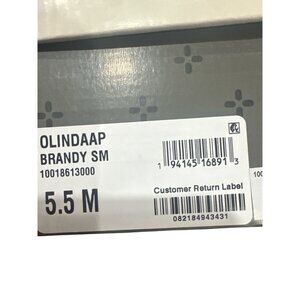 OLINDAAP
BRANDY SM
10018613000
5.5 M
1 94145 16891 3
Customer Return Label
082184943431